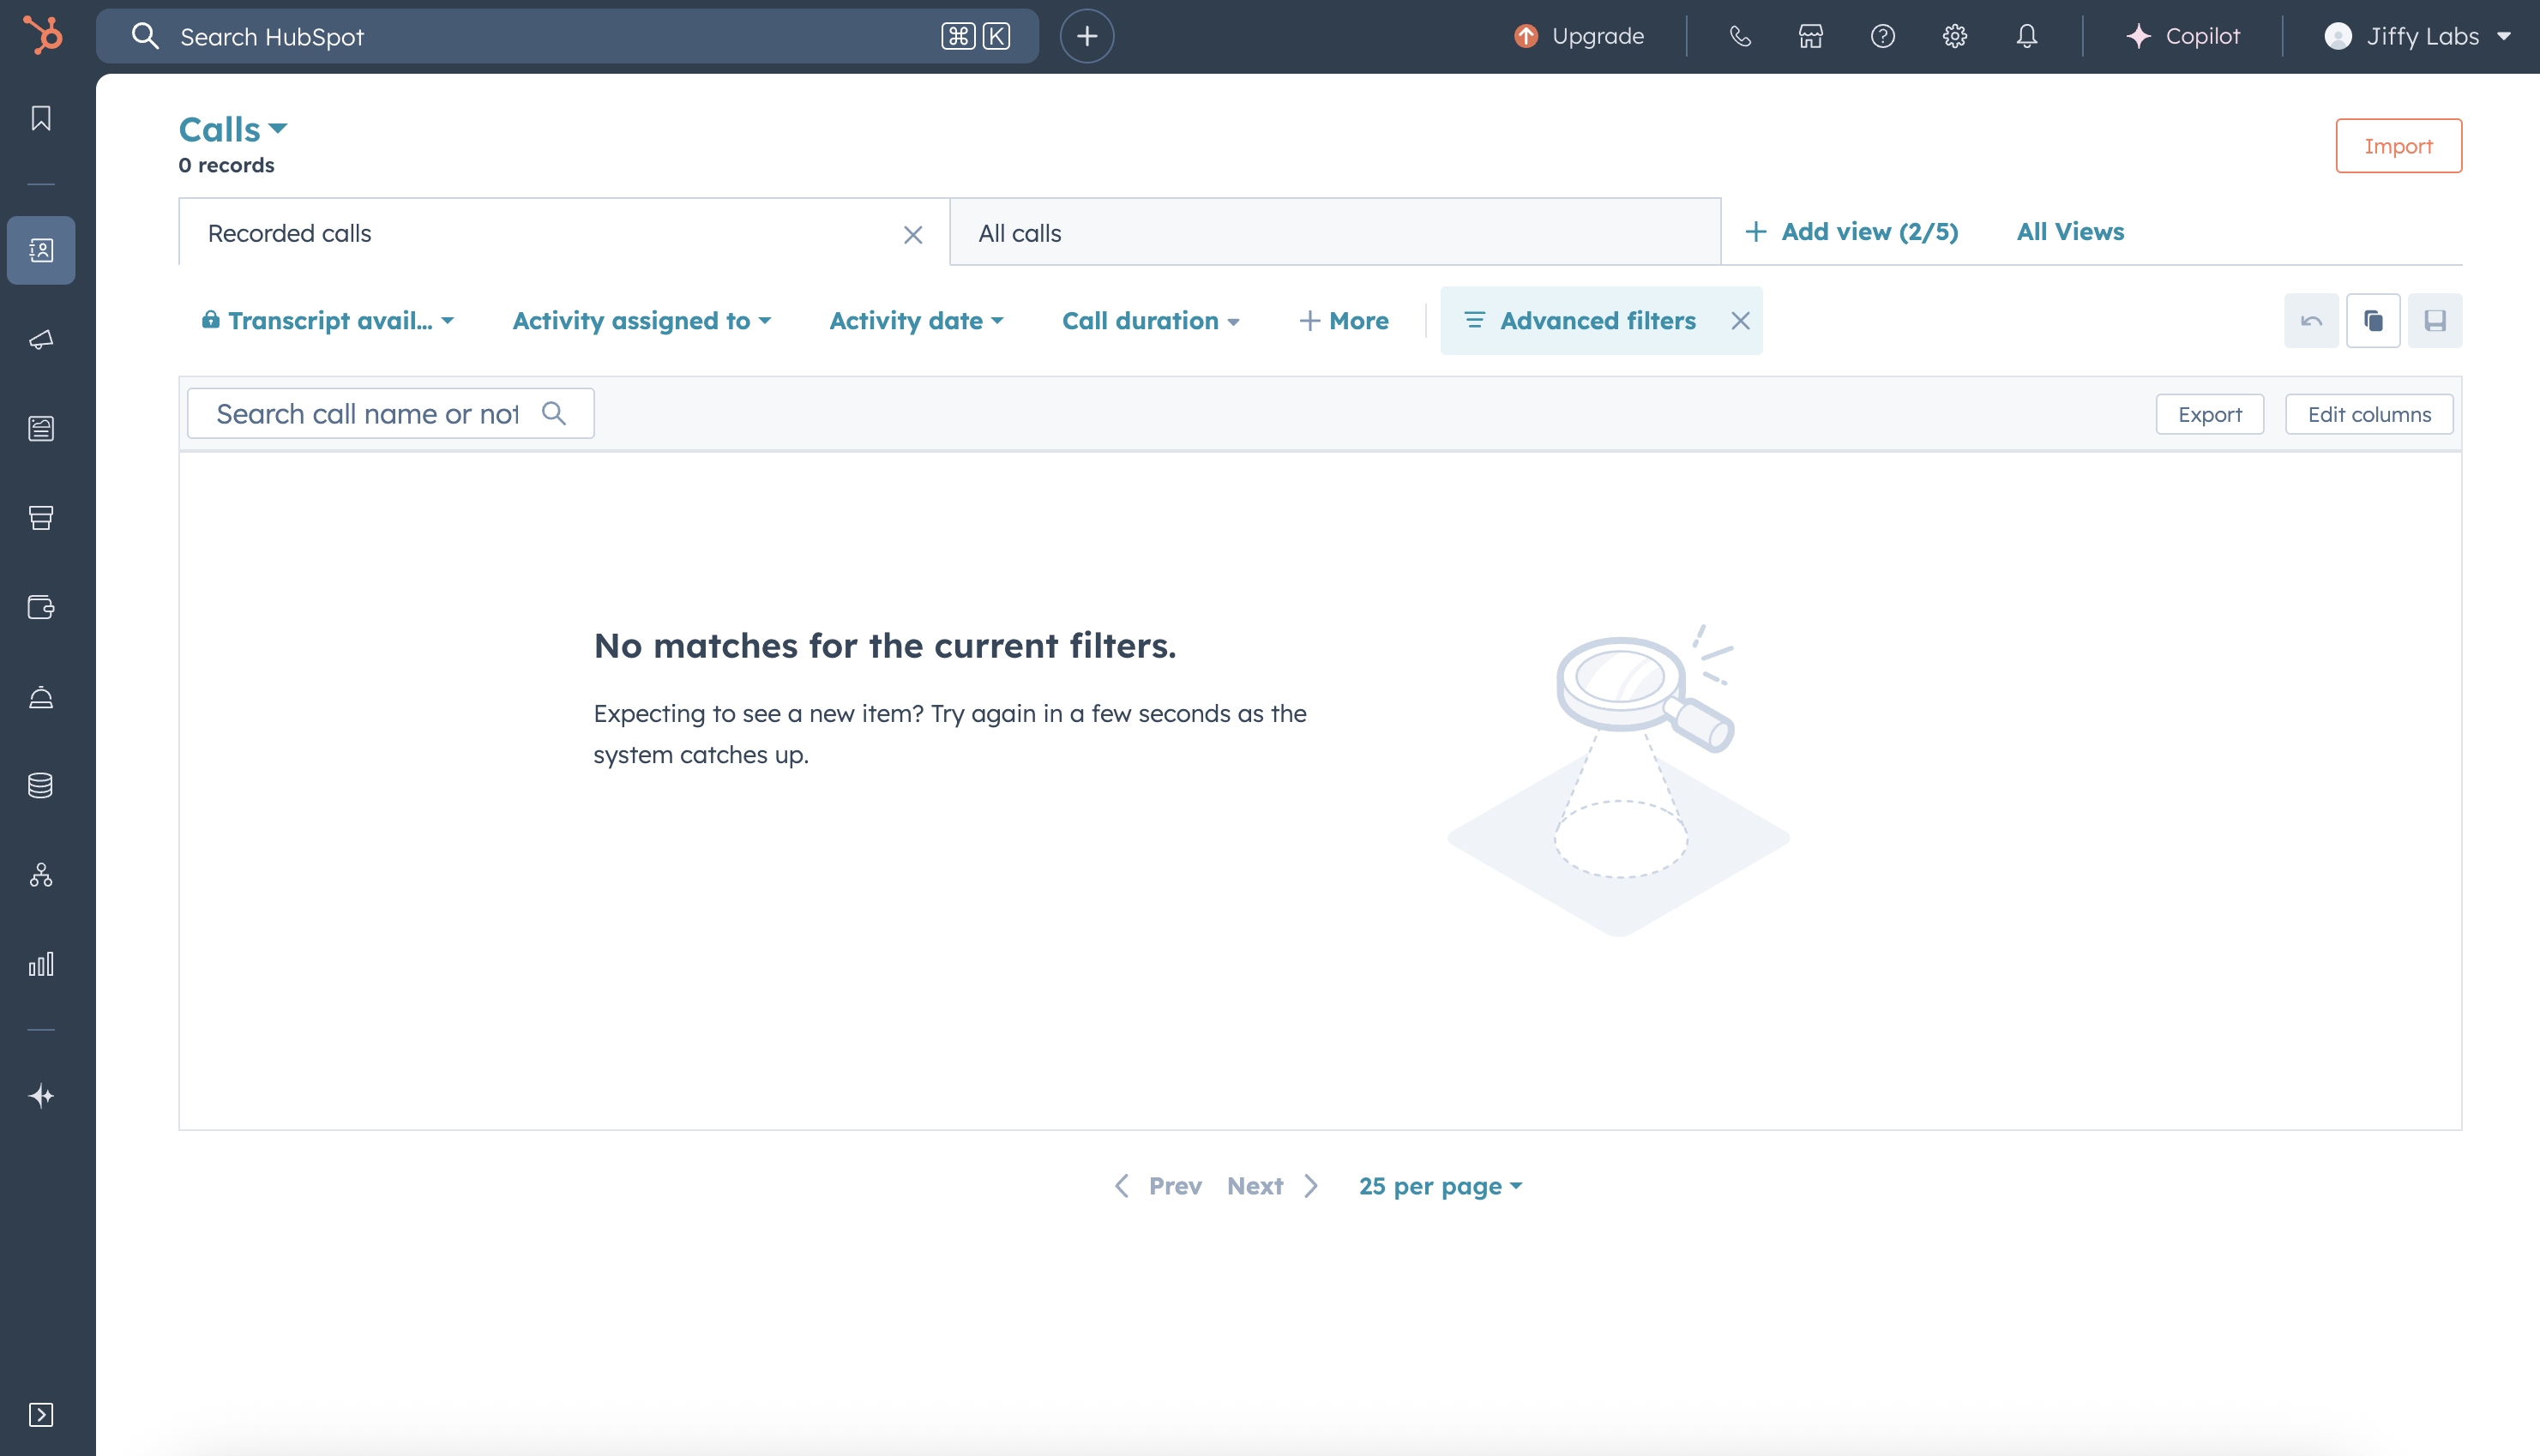 Search HubSpot
⌘ K
Upgrade
Copilot
Jiffy Labs
Calls
0 records
Import
Recorded calls
All calls
Add view (2/5)
All Views
Transcript avail...
Activity assigned to
Activity date
Call duration
More
Advanced filters
Search call name or not
Export
Edit columns
No matches for the current filters.
Expecting to see a new item? Try again in a few seconds as the
system catches up.
Prev
Next
25 per page